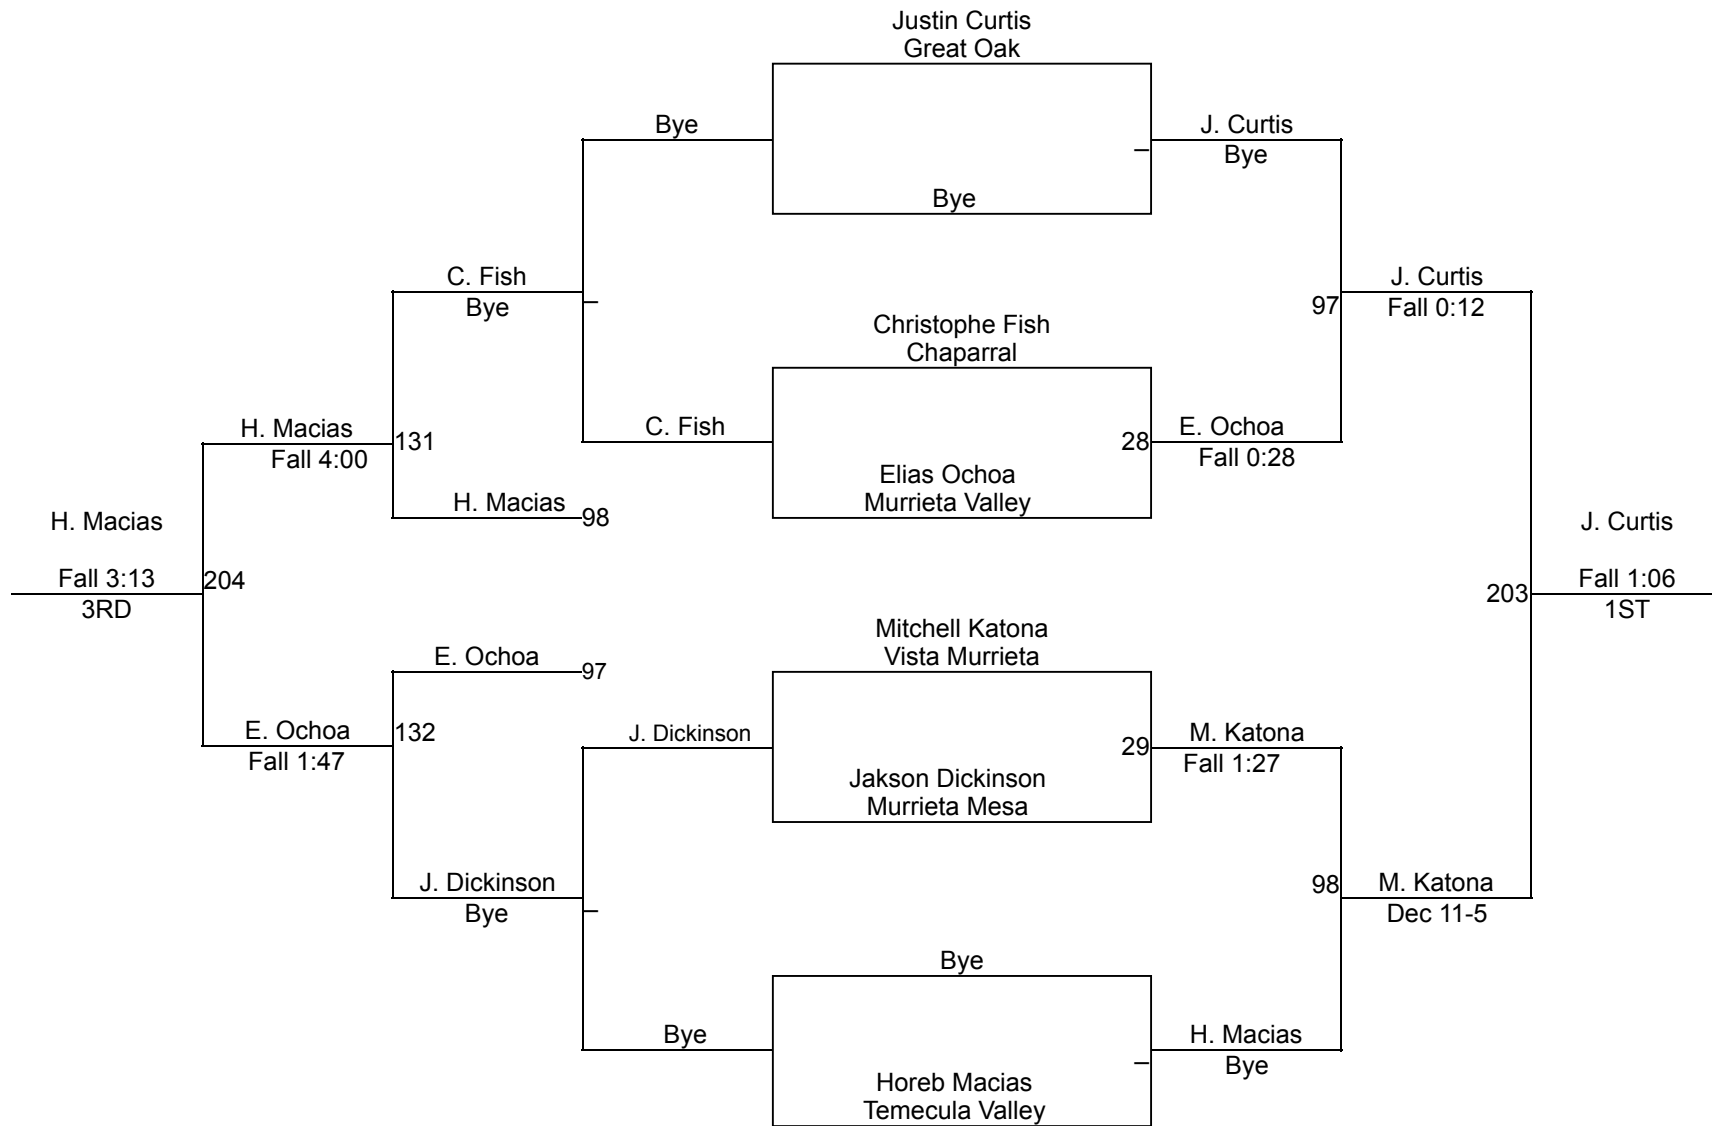 Justin Curtis
Great Oak
Bye
J. Curtis
Bye
Bye
C. Fish
Bye
J. Curtis
97
Fall 0:12
Christophe Fish
Chaparral
H. Macias
131
Fall 4:00
C. Fish
28
E. Ochoa
Fall 0:28
Elias Ochoa
Murrieta Valley
H. Macias
98
H. Macias
Fall 3:13
204
3RD
J. Curtis
203
Fall 1:06
1ST
Mitchell Katona
Vista Murrieta
E. Ochoa
97
E. Ochoa
132
Fall 1:47
J. Dickinson
29
M. Katona
Fall 1:27
Jakson Dickinson
Murrieta Mesa
J. Dickinson
Bye
98
M. Katona
Dec 11-5
Bye
Bye
H. Macias
Bye
Horeb Macias
Temecula Valley